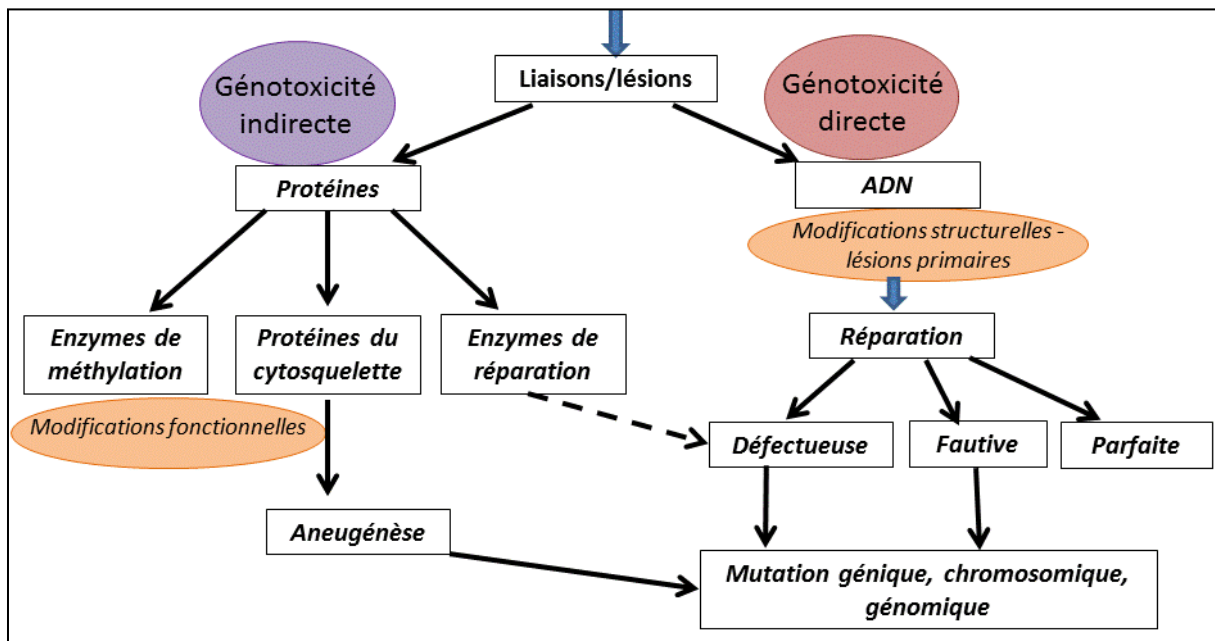 Liaisons/lésions
Génotoxicité
indirecte
Génotoxicité
directe
Protéines
ADN
Modifications structurelles -
lésions primaires
Enzymes de
méthylation
Protéines du
cytosquelette
Enzymes de
réparation
Réparation
Modifications fonctionnelles
Défectueuse
Fautive
Parfaite
Aneugénèse
Mutation génique, chromosomique,
génomique